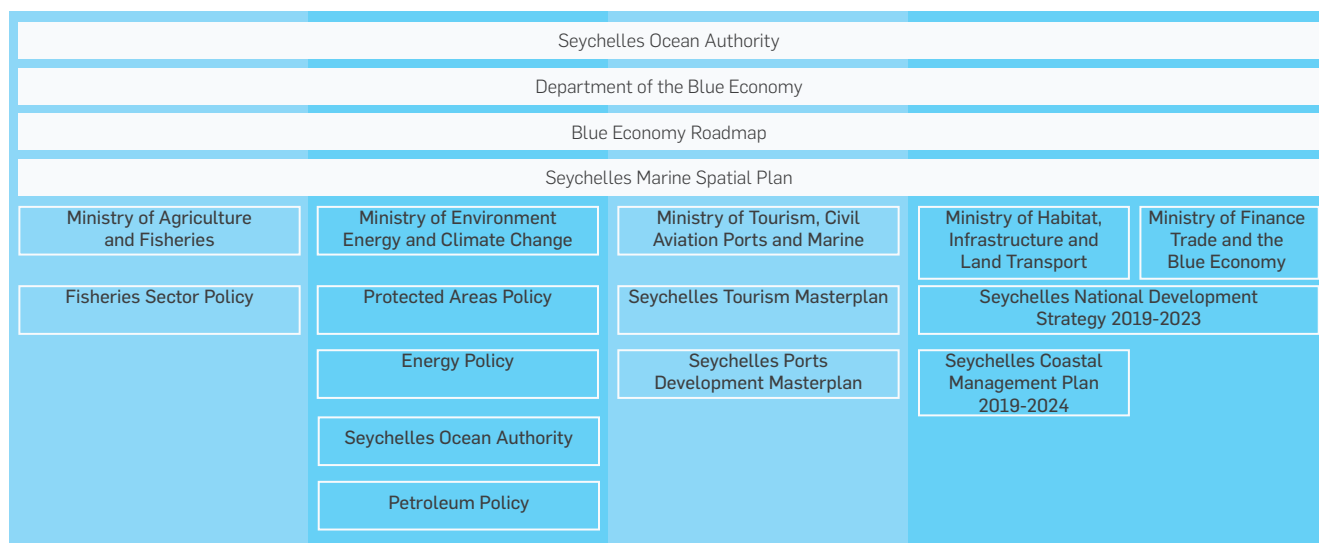 Seychelles Ocean Authority
Department of the Blue Economy
Blue Economy Roadmap
Seychelles Marine Spatial Plan
Ministry of Agriculture
and Fisheries
Ministry of Environment
Energy and Climate Change
Ministry of Tourism, Civil
Aviation Ports and Marine
Ministry of Habitat,
Infrastructure and
Land Transport
Ministry of Finance
Trade and the
Blue Economy
Fisheries Sector Policy
Protected Areas Policy
Seychelles Tourism Masterplan
Seychelles National Development
Strategy 2019-2023
Energy Policy
Seychelles Ports
Development Masterplan
Seychelles Coastal
Management Plan
2019-2024
Seychelles Ocean Authority
Petroleum Policy